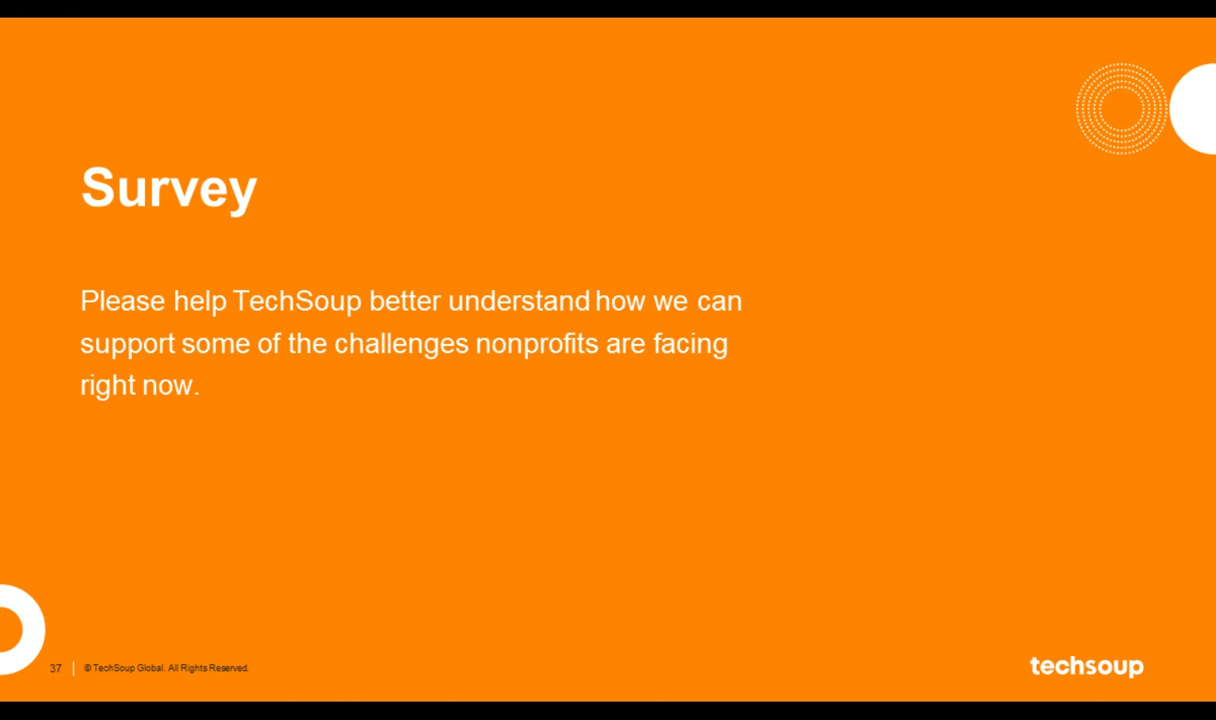 Survey
Please help TechSoup better understand how we can
support some of the challenges nonprofits are facing
right now.
37
© TechSoup Global. All Rights Reserved.
techsoup